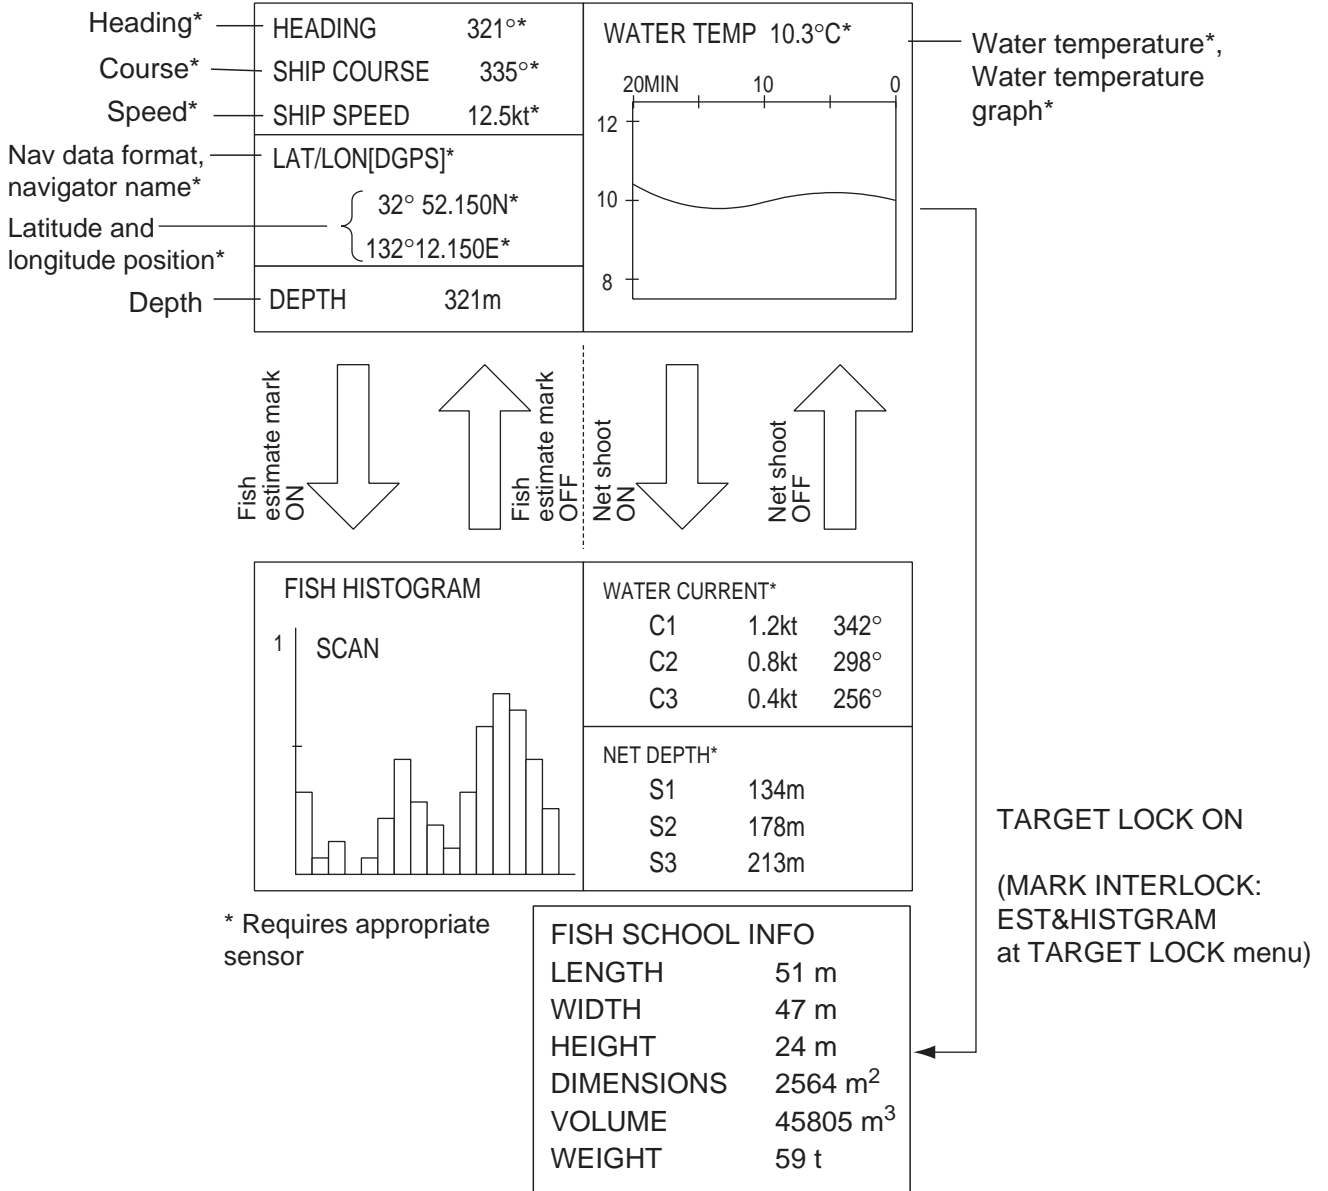 Heading*
Course*
Speed*
Nav data format,
navigator name*
Latitude and
longitude position*
Depth
HEADING 321°*
SHIP COURSE 335°*
SHIP SPEED 12.5kt*
LAT/LON[DGPS]*
32° 52.150N*
132°12.150E*
DEPTH 321m
WATER TEMP 10.3°C*
20MIN 10 0
12
10
8
Water temperature*,
Water temperature
graph*
Fish
estimate mark
ON
Fish
estimate mark
OFF
Net shoot
ON
Net shoot
OFF
FISH HISTOGRAM
1
SCAN
WATER CURRENT*
C1 1.2kt 342°
C2 0.8kt 298°
C3 0.4kt 256°
NET DEPTH*
S1 134m
S2 178m
S3 213m
TARGET LOCK ON
(MARK INTERLOCK:
EST&HISTGRAM
at TARGET LOCK menu)
* Requires appropriate
sensor
FISH SCHOOL INFO
LENGTH 51 m
WIDTH 47 m
HEIGHT 24 m
DIMENSIONS 2564 m²
VOLUME 45805 m³
WEIGHT 59 t